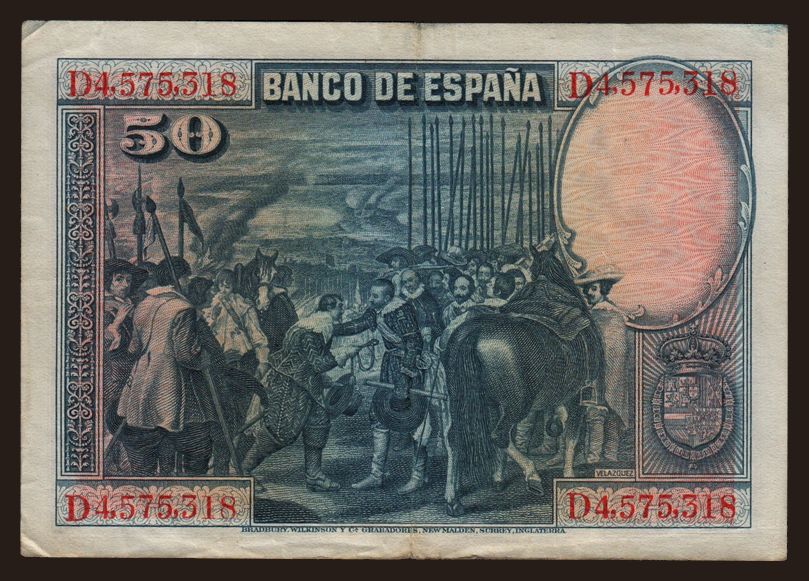 D4,575,318 BANCO DE ESPAÑA D4,575,318
50
VELAZQUEZ
D4,575,318 D4,575,318
BRADBURY, WILKINSON Y Cª GRABADORES, NEW MALDEN, SURREY, INGLATERRA